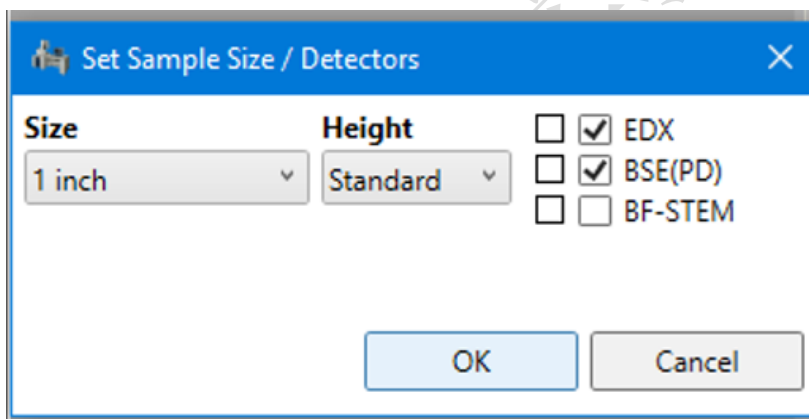 Set Sample Size / Detectors
Size
Height
1 inch
Standard
EDX
BSE(PD)
BF-STEM
OK
Cancel